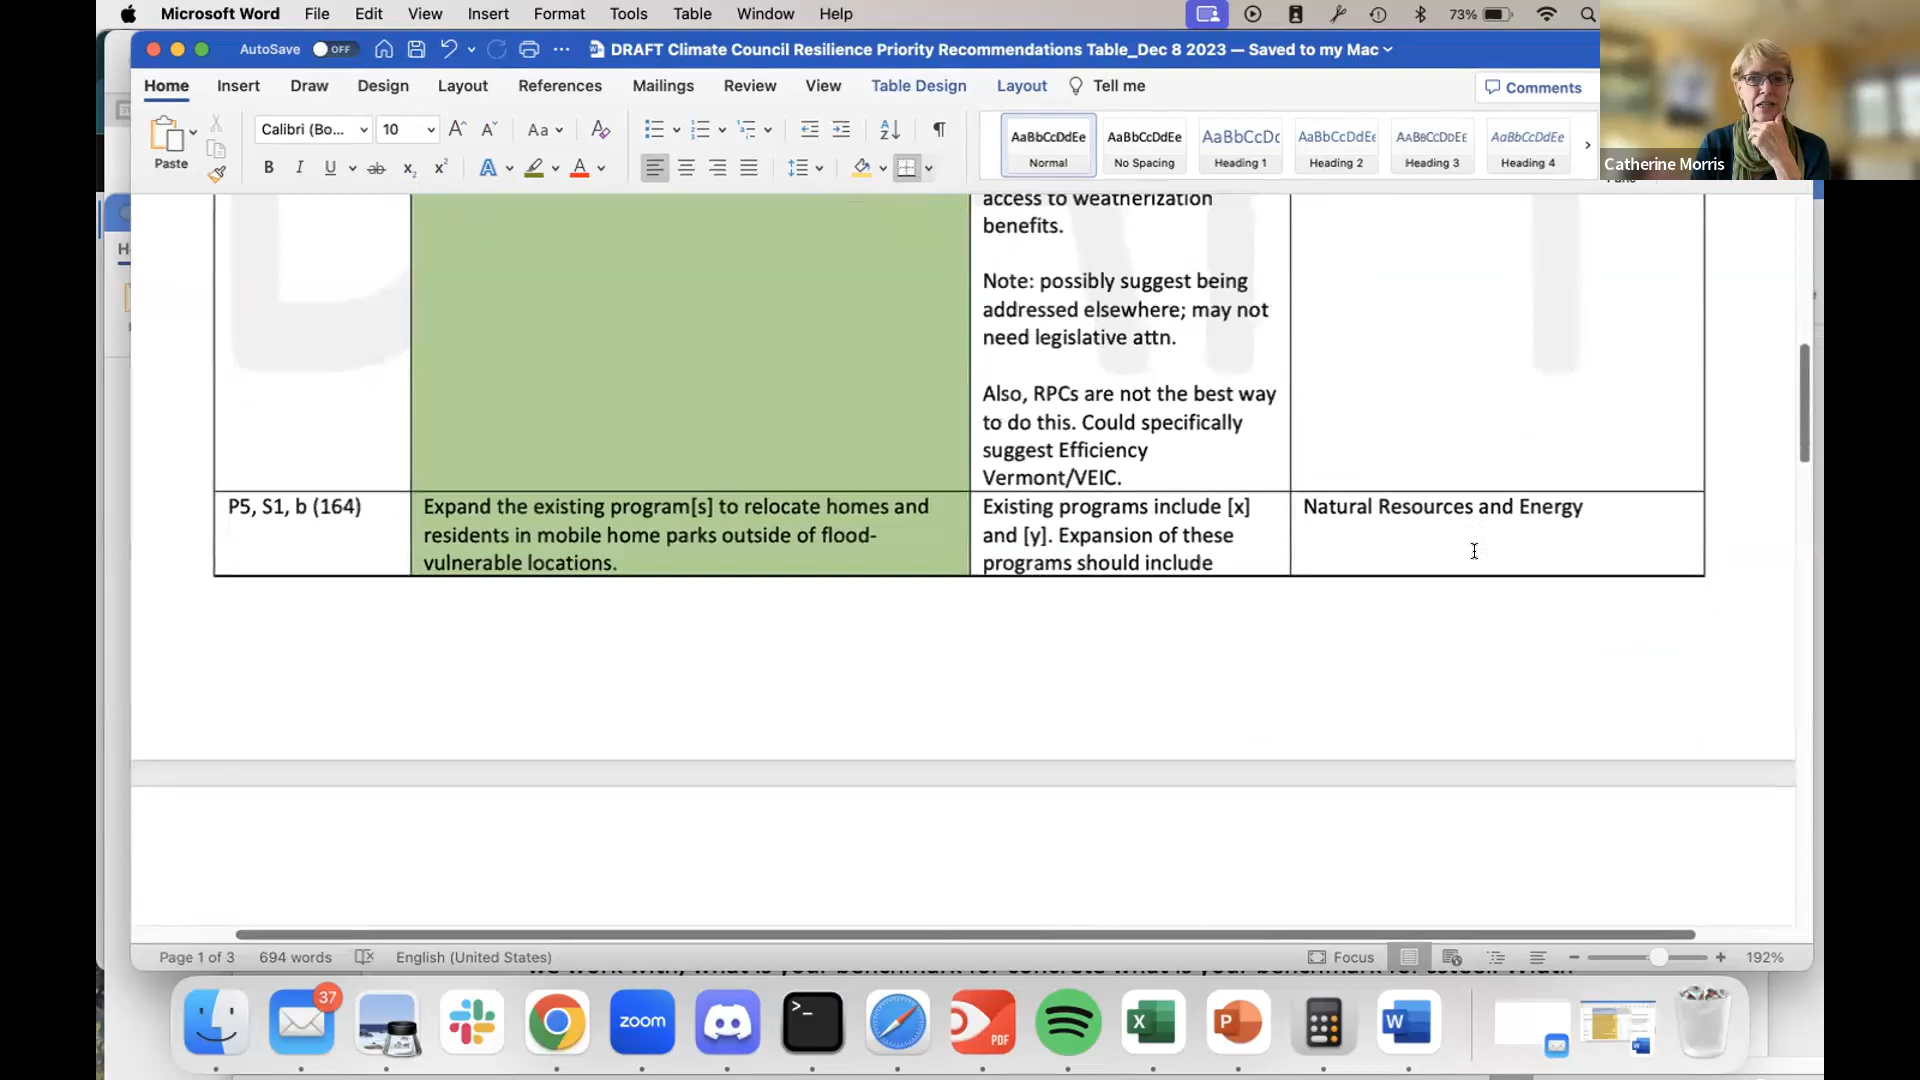 Microsoft Word File Edit View Insert Format Tools Table Window Help 73%
AutoSave OFF DRAFT Climate Council Resilience Priority Recommendations Table_Dec 8 2023 — Saved to my Mac
Home Insert Draw Design Layout References Mailings Review View Table Design Layout Tell me Comments
Paste
Calibri (Bo... 10
AaBbCcDdEe Normal
AaBbCcDdEe No Spacing
AaBbCcDc Heading 1
AaBbCcDdEe Heading 2
AaBbCcDdEe Heading 3
AaBbCcDdEe Heading 4
Catherine Morris
access to weatherization
benefits.
Note: possibly suggest being
addressed elsewhere; may not
need legislative attn.
Also, RPCs are not the best way
to do this. Could specifically
suggest Efficiency
Vermont/VEIC.
P5, S1, b (164)
Expand the existing program[s] to relocate homes and
residents in mobile home parks outside of flood-
vulnerable locations.
Existing programs include [x]
and [y]. Expansion of these
programs should include
Natural Resources and Energy
Page 1 of 3 694 words English (United States) Focus 192%
37
zoom
PDF